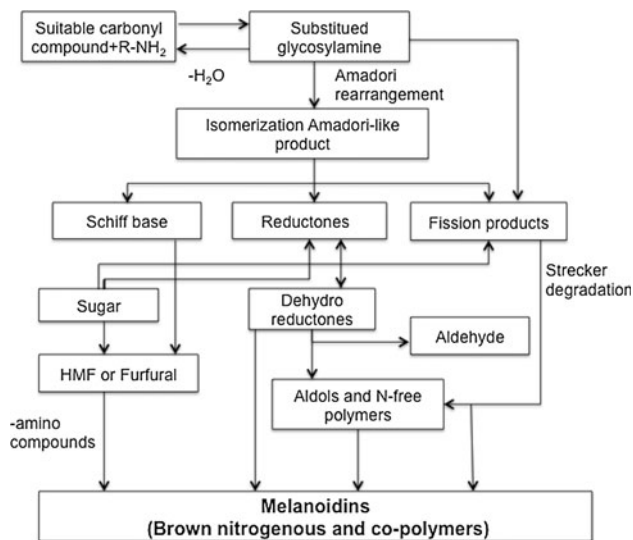 Suitable carbonyl
compound+R-NH2
Substitued
glycosylamine
-H2O
Amadori
rearrangement
Isomerization Amadori-like
product
Schiff base
Reductones
Fission products
Strecker
degradation
Sugar
Dehydro
reductones
Aldehyde
HMF or Furfural
Aldols and N-free
polymers
-amino
compounds
Melanoidins
(Brown nitrogenous and co-polymers)